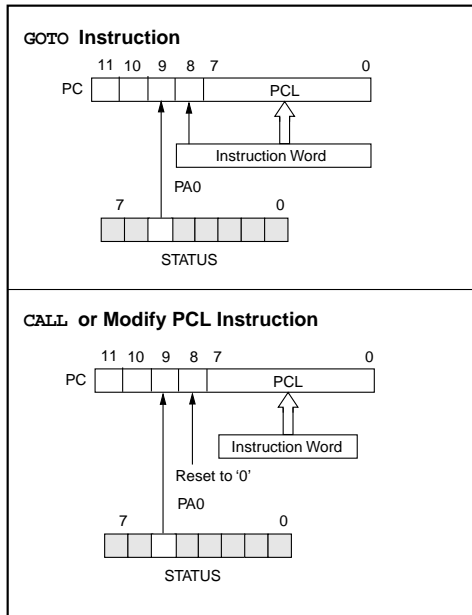 GOTO Instruction
11 10 9 8 7 0
PC PCL
Instruction Word
PA0
7 0
STATUS
CALL or Modify PCL Instruction
11 10 9 8 7 0
PC PCL
Instruction Word
Reset to ‘0’
PA0
7 0
STATUS